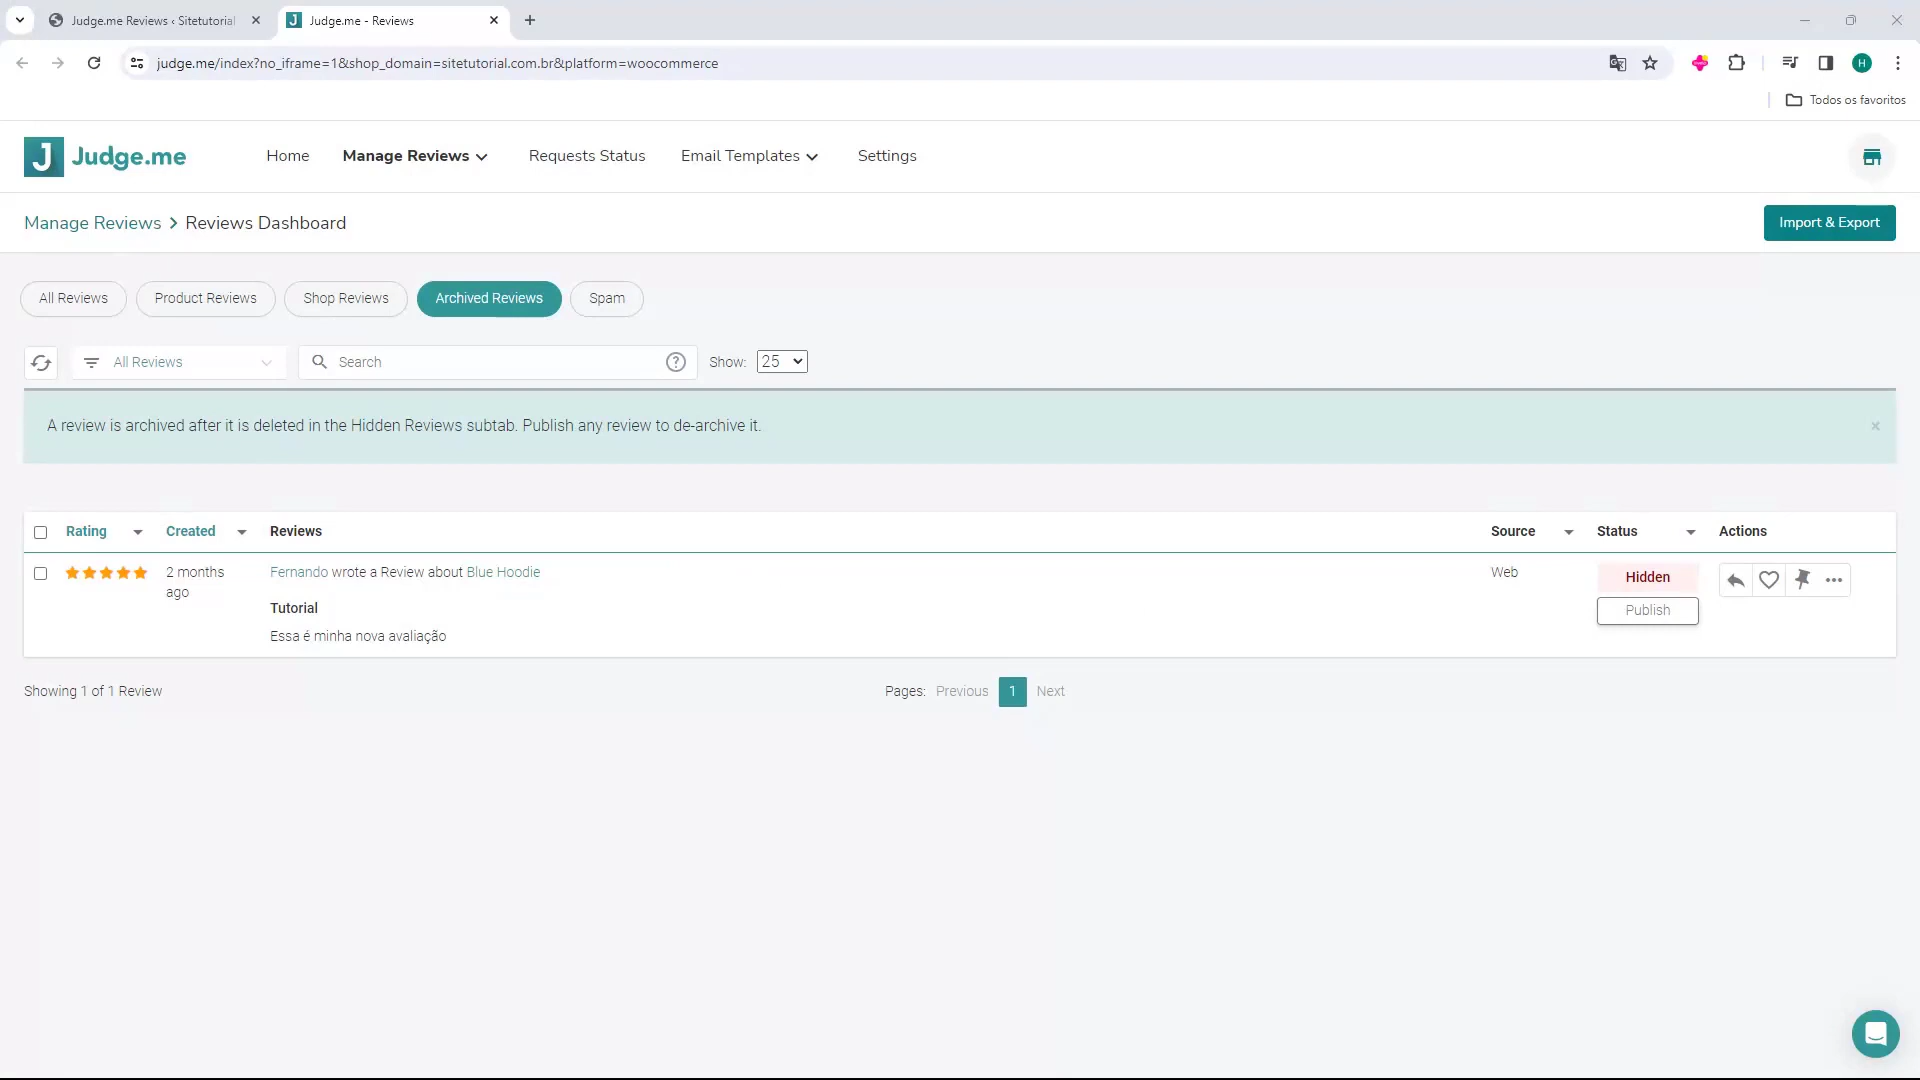 Judge.me Reviews ‹ Sitetutorial
Judge.me - Reviews
judge.me/index?no_iframe=1&shop_domain=sitetutorial.com.br&platform=woocommerce
H
Todos os favoritos
J Judge.me
Home
Manage Reviews
Requests Status
Email Templates
Settings
Manage Reviews > Reviews Dashboard
Import & Export
All Reviews
Product Reviews
Shop Reviews
Archived Reviews
Spam
All Reviews
Search
Show: 25
A review is archived after it is deleted in the Hidden Reviews subtab. Publish any review to de-archive it.
Rating
Created
Reviews
Source
Status
Actions
2 months
ago
Fernando wrote a Review about Blue Hoodie
Web
Hidden
Tutorial
Publish
Essa é minha nova avaliação
Showing 1 of 1 Review
Pages: Previous 1 Next